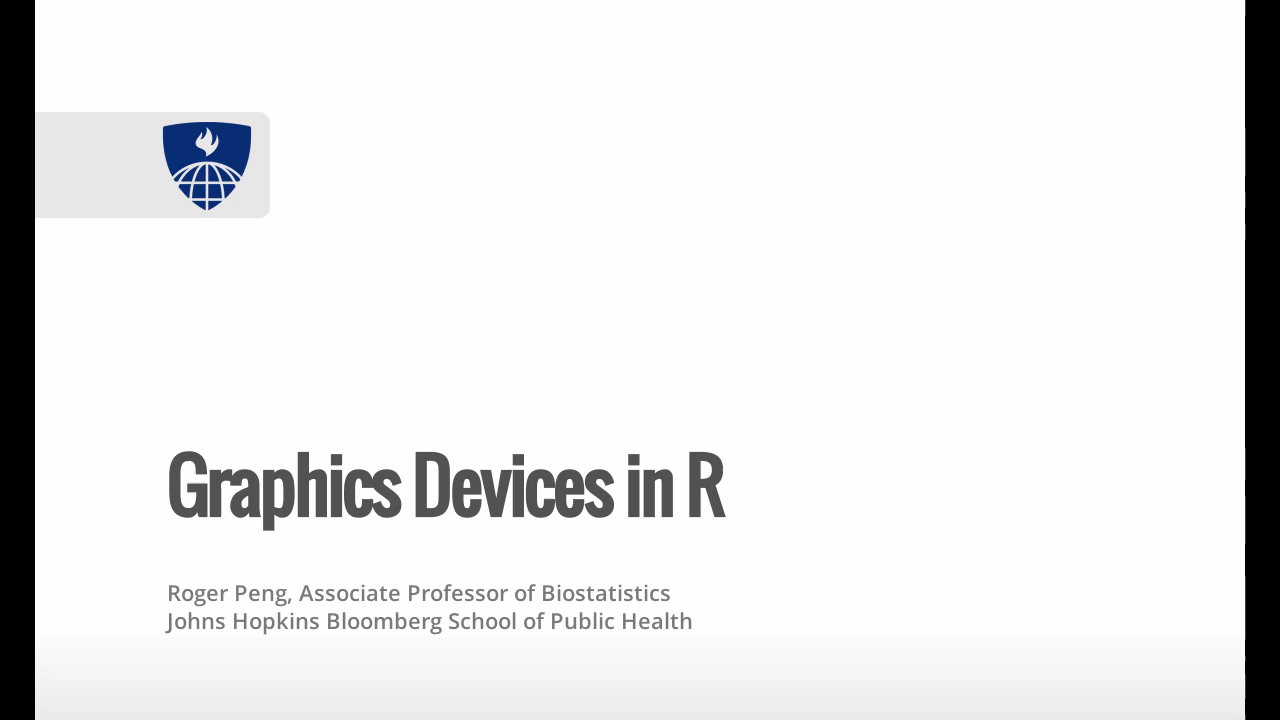 Graphics Devices in R
Roger Peng, Associate Professor of Biostatistics
Johns Hopkins Bloomberg School of Public Health